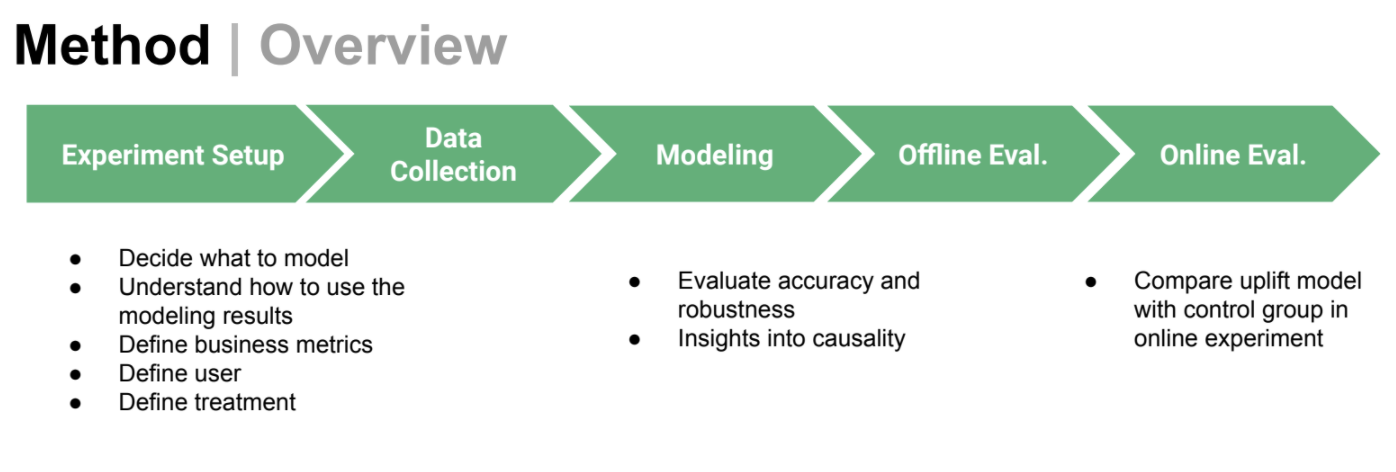 Method | Overview
Experiment Setup
Data
Collection
Modeling
Offline Eval.
Online Eval.
● Decide what to model
● Understand how to use the
modeling results
● Define business metrics
● Define user
● Define treatment
● Evaluate accuracy and
robustness
● Insights into causality
● Compare uplift model
with control group in
online experiment